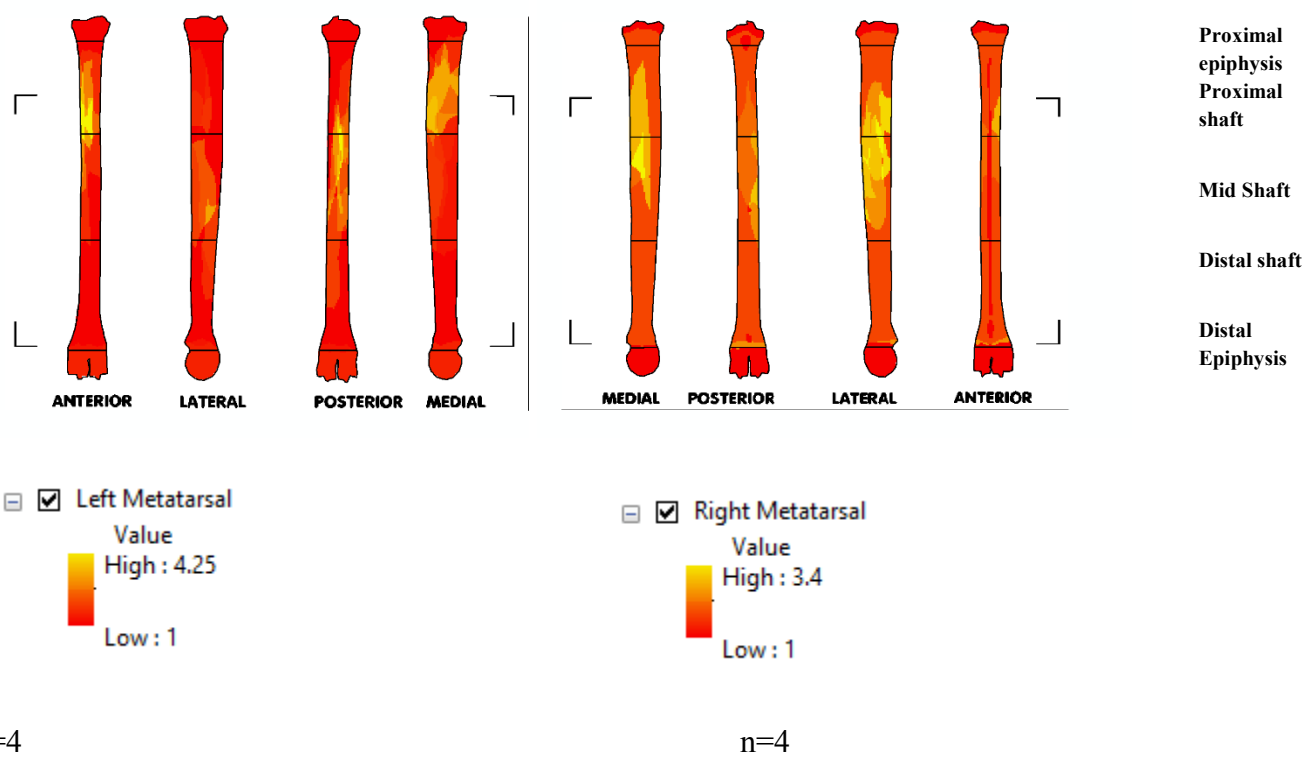 ANTERIOR
LATERAL
POSTERIOR
MEDIAL
MEDIAL
POSTERIOR
LATERAL
ANTERIOR
Proximal
epiphysis
Proximal
shaft
Mid Shaft
Distal shaft
Distal
Epiphysis
Left Metatarsal
Value
High : 4.25
Low : 1
Right Metatarsal
Value
High : 3.4
Low : 1
=4
n=4